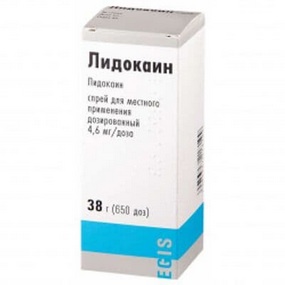 Лидокаин
Лидокаин
спрей для местного
применения
дозированный
4,6 мг/доза
38 г (650 доз)
EGIS